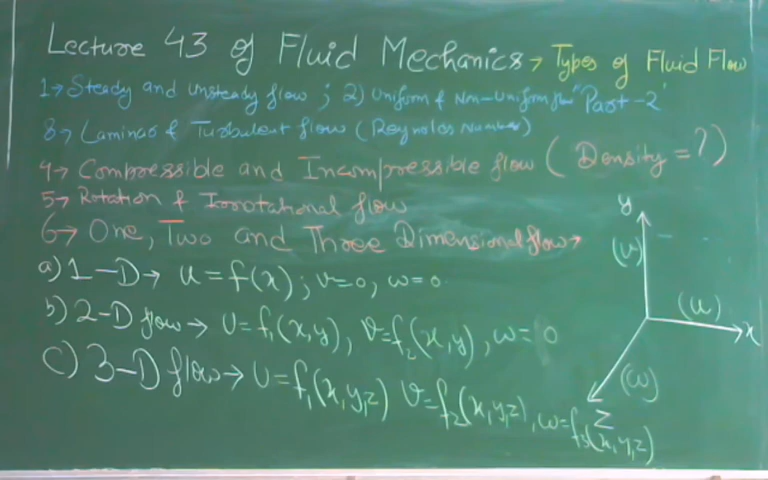 Lecture 43 of Fluid Mechanics → Types of Fluid Flow
1→ Steady and unsteady flow ; 2) Uniform & Non-uniform flow "Part-2"
3→ Laminar & Turbulent flow (Reynolds Number)
4→ Compressible and Incompressible flow ( Density = ?)
5→ Rotation & Irrotational flow
6→ One, Two and Three Dimensional flow→
a) 1-D→ u = f(x) ; v=0, w=0
b) 2-D flow→ U=f₁(x,y), V=f₂(x,y), w=0
C) 3-D flow→ U=f₁(x,y,z) V=f₂(x,y,z), w=f₃(x,y,z)
y
(v)
(u)
x
(w)
Z